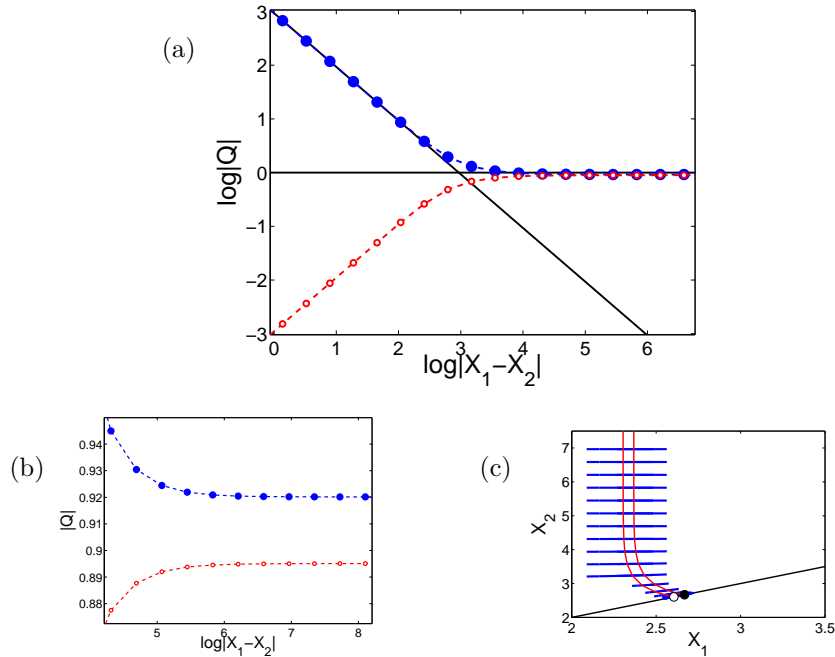 (a)
3
2
1
0
−1
−2
−3
log|Q|
0 1 2 3 4 5 6
log|X₁−X₂|
(b)
0.94
0.93
0.92
0.91
0.9
0.89
0.88
|Q|
5 6 7 8
log|X₁−X₂|
(c)
7
6
5
4
3
2
X₂
2 2.5 3 3.5
X₁